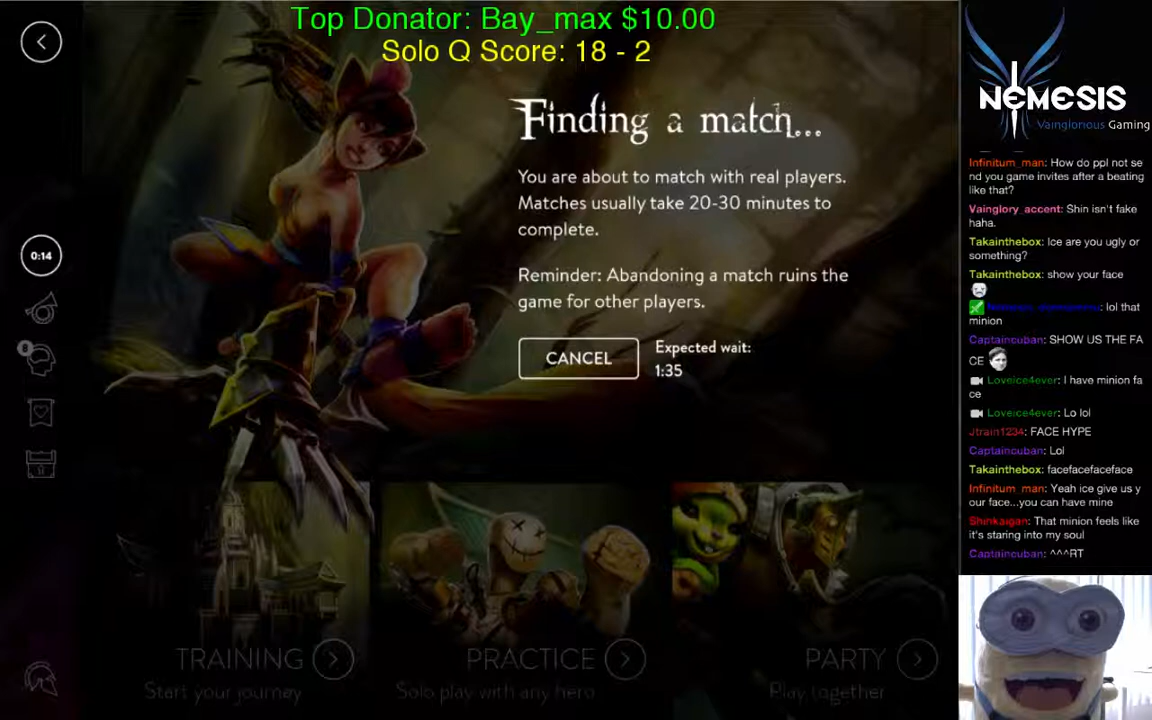 Top Donator: Bay_max $10.00
Solo Q Score: 18 - 2
Finding a match...
You are about to match with real players.
Matches usually take 20-30 minutes to
complete.
Reminder: Abandoning a match ruins the
game for other players.
CANCEL
Expected wait:
1:35
0:14
TRAINING
Start your journey
PRACTICE
Solo play with any hero
PARTY
Play together
NEMESIS
Vainglorious Gaming
Infinitum_man: How do ppl not se
nd you game invites after a beating
like that?
Vainglory_accent: Shin isn't fake
haha.
Takainthebox: Ice are you ugly or
something?
Takainthebox: show your face
: lol that
minion
Captaincuban: SHOW US THE FA
CE
Loveice4ever: I have minion fa
ce
Loveice4ever: Lo lol
Jtrain1234: FACE HYPE
Captaincuban: Lol
Takainthebox: facefacefaceface
Infinitum_man: Yeah ice give us y
our face...you can have mine
Shinkaigan: That minion feels like
it's staring into my soul
Captaincuban: ^^^RT